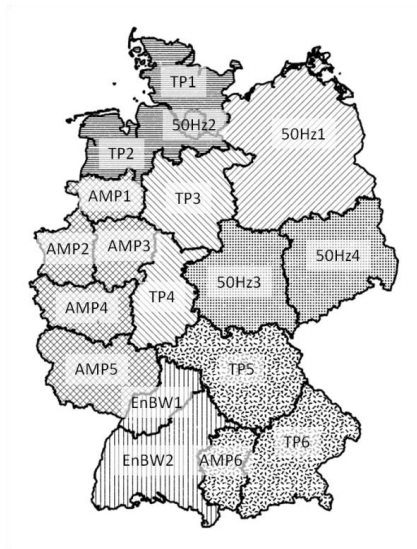 TP1
50Hz2
50Hz1
TP2
AMP1
TP3
AMP2
AMP3
50Hz4
50Hz3
AMP4
TP4
AMP5
TP5
EnBW1
TP6
EnBW2
AMP6